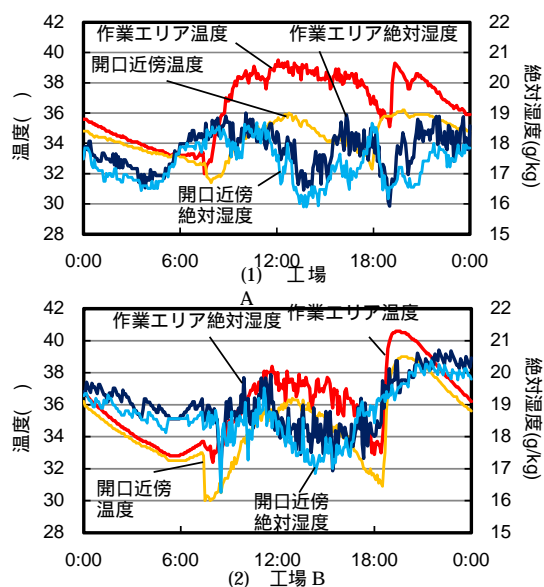 42
40
38
36
34
32
30
28
温度( )
22
21
20
19
18
17
16
15
絶対湿度(g/kg)
作業エリア温度
作業エリア絶対湿度
開口近傍温度
開口近傍
絶対湿度
0:00 6:00 12:00 18:00 0:00
(1) 工場
A
42
40
38
36
34
32
30
28
温度( )
22
21
20
19
18
17
16
15
絶対湿度(g/kg)
作業エリア絶対湿度
作業エリア温度
開口近傍
温度
開口近傍
絶対湿度
0:00 6:00 12:00 18:00 0:00
(2) 工場 B